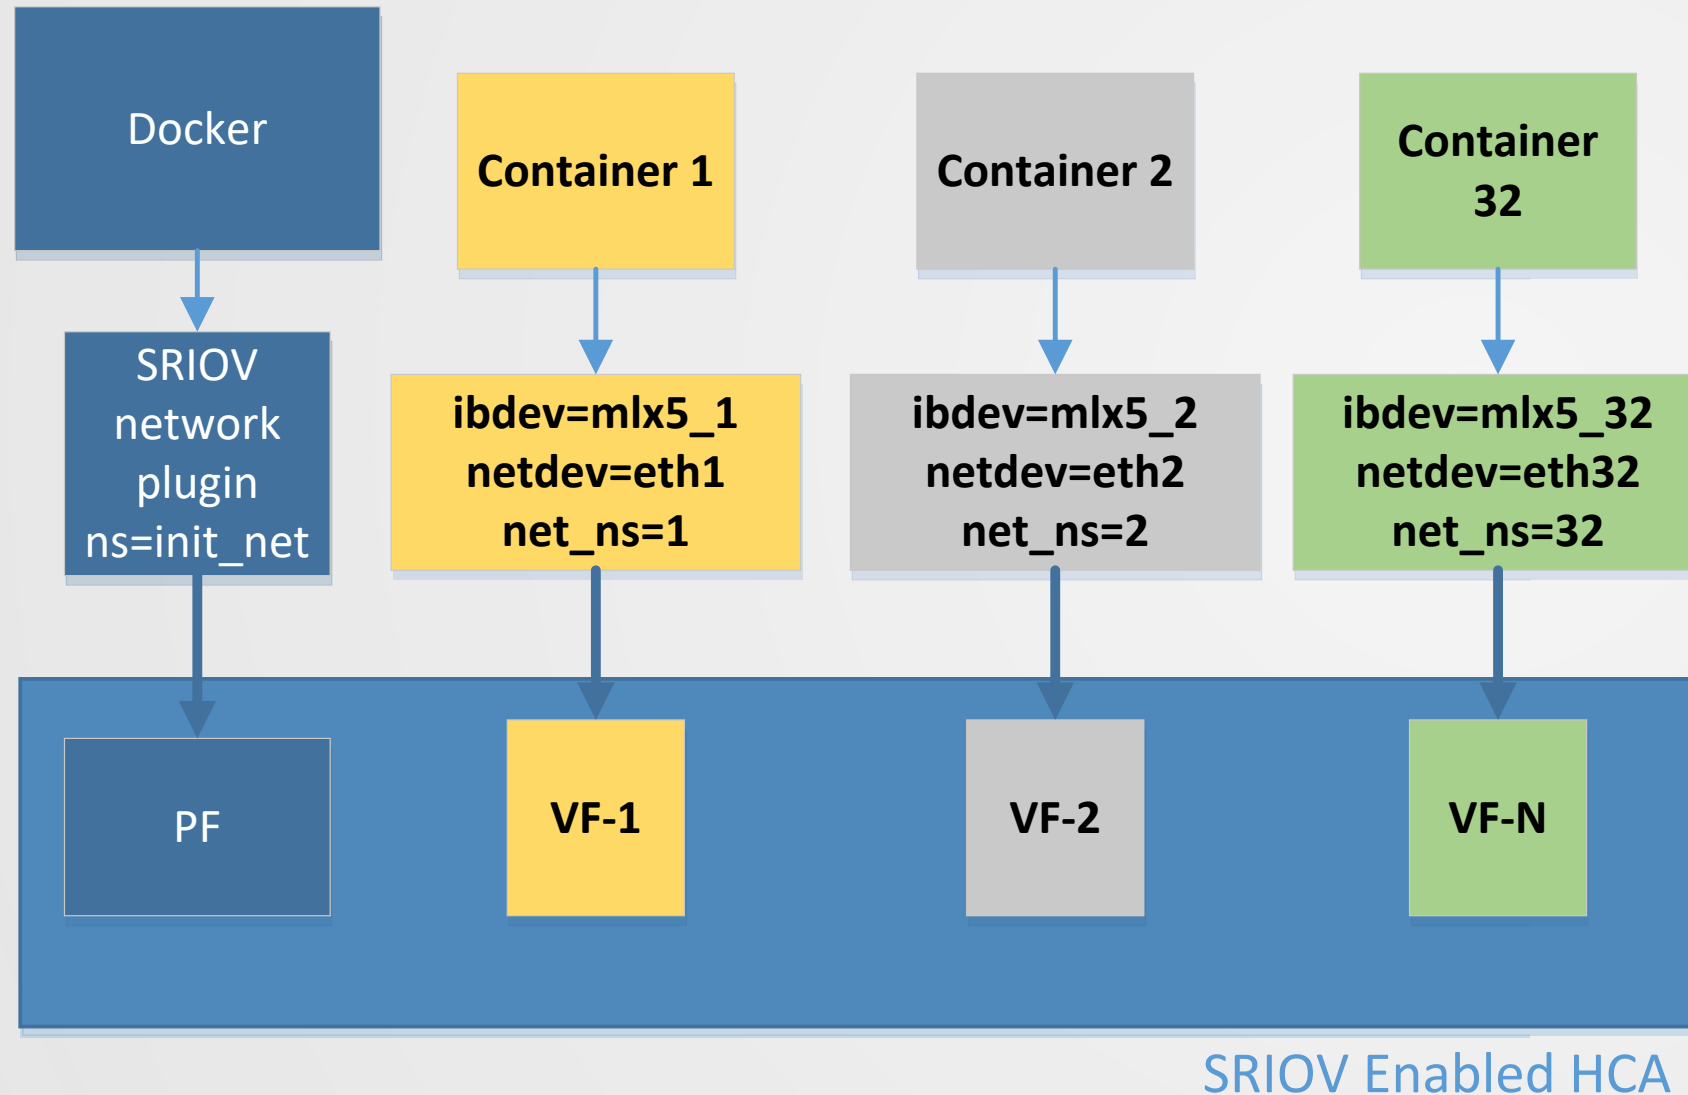 Docker
Container 1
Container 2
Container
32
SRIOV
network
plugin
ns=init_net
ibdev=mlx5_1
netdev=eth1
net_ns=1
ibdev=mlx5_2
netdev=eth2
net_ns=2
ibdev=mlx5_32
netdev=eth32
net_ns=32
PF
VF-1
VF-2
VF-N
SRIOV Enabled HCA